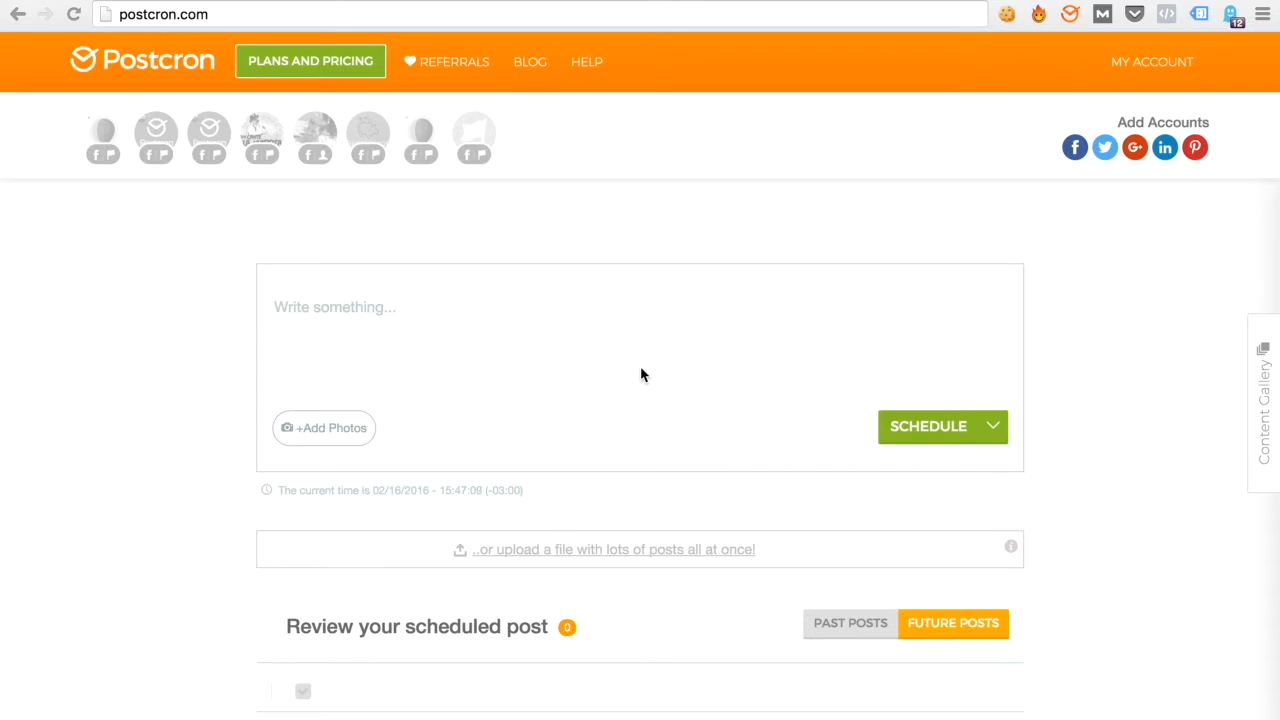 postcron.com
12
Postcron
PLANS AND PRICING
REFERRALS
BLOG
HELP
MY ACCOUNT
Add Accounts
Write something...
+Add Photos
SCHEDULE
The current time is 02/16/2016 - 15:47:09 (-03:00)
..or upload a file with lots of posts all at once!
Content Gallery
Review your scheduled post 0
PAST POSTS
FUTURE POSTS